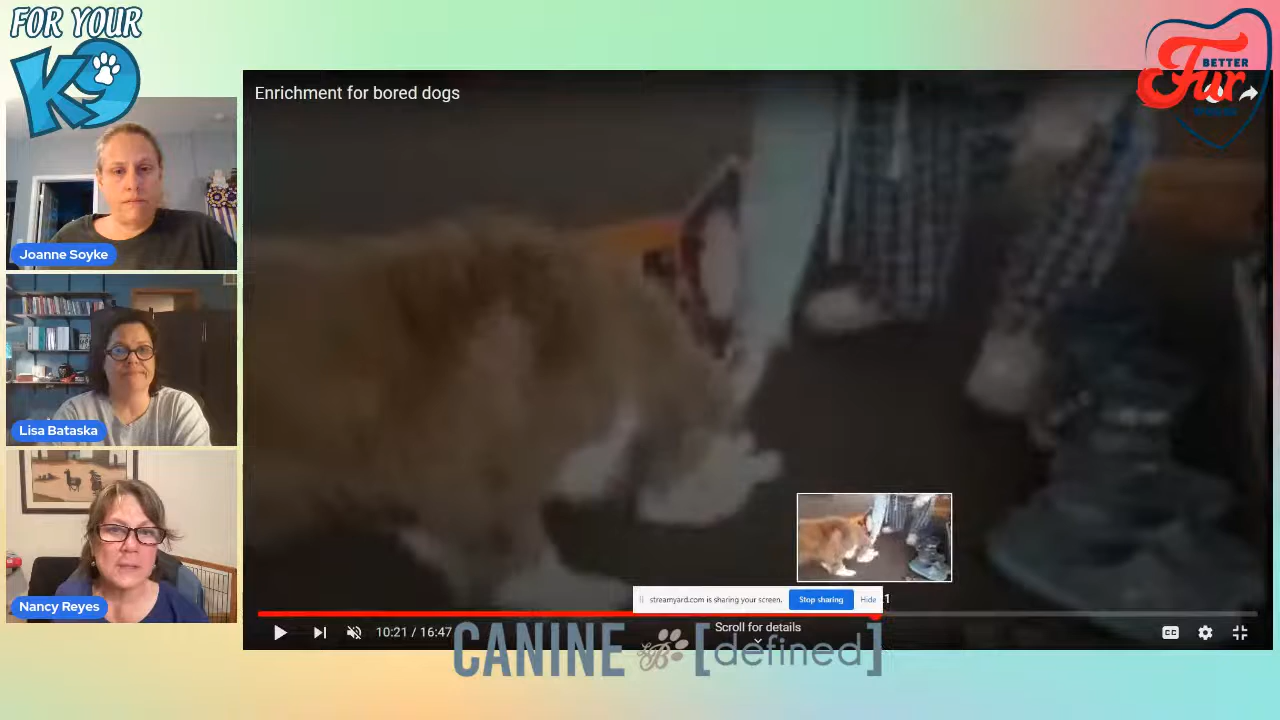 FOR YOUR
K9
BETTER
Fur
Enrichment for bored dogs
Joanne Soyke
Lisa Bataska
Nancy Reyes
streamyard.com is sharing your screen.
Stop sharing
Hide
10:21 / 16:47
Scroll for details
CC
CANINE [defined]